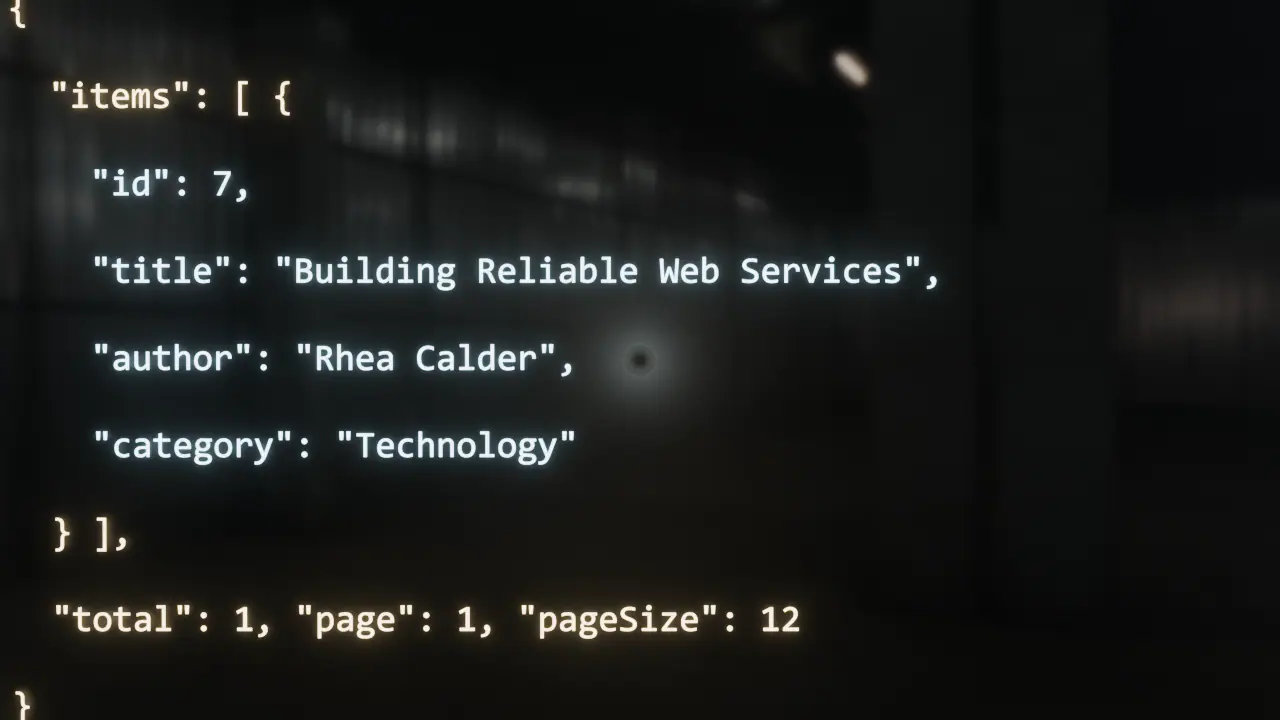 {
"items": [ {
"id": 7,
"title": "Building Reliable Web Services",
"author": "Rhea Calder",
"category": "Technology"
} ],
"total": 1, "page": 1, "pageSize": 12
}